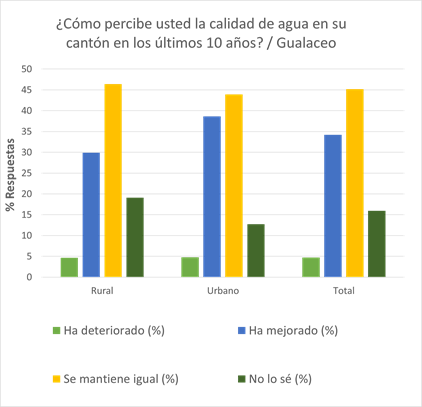 ¿Cómo percibe usted la calidad de agua en su
cantón en los últimos 10 años? / Gualaceo
50
45
40
35
30
25
20
15
10
5
0
% Respuestas
Rural Urbano Total
Ha deteriorado (%) Ha mejorado (%)
Se mantiene igual (%) No lo sé (%)